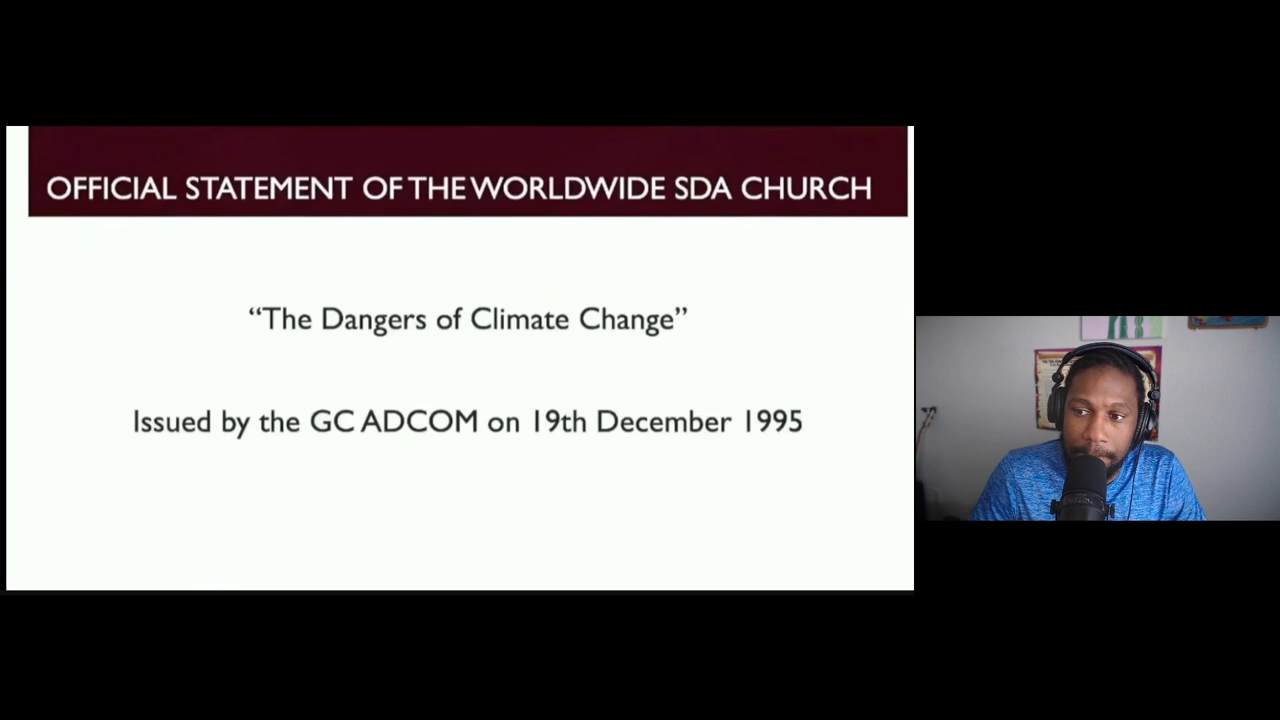 OFFICIAL STATEMENT OF THE WORLDWIDE SDA CHURCH
“The Dangers of Climate Change”
Issued by the GC ADCOM on 19th December 1995